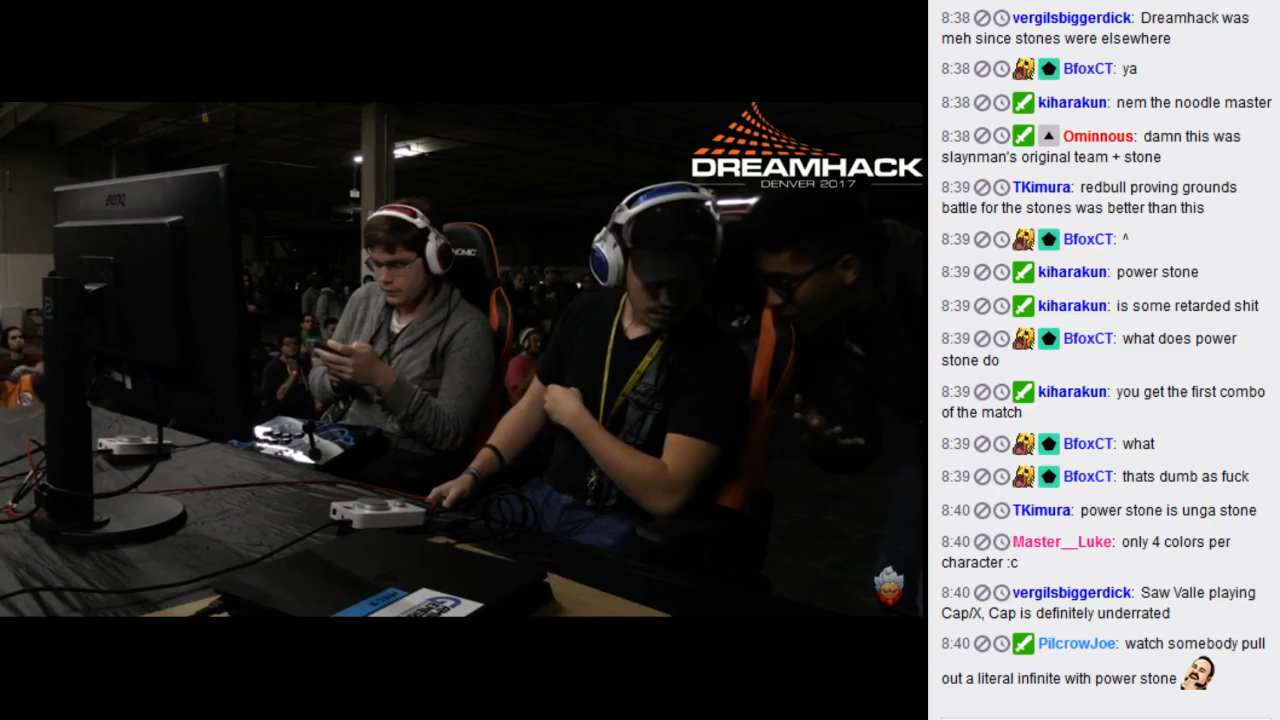 BenQ
NOMIC
DREAMHACK
DENVER 2017
8:38 vergilsbiggerdick: Dreamhack was
meh since stones were elsewhere
8:38 BfoxCT: ya
8:38 kiharakun: nem the noodle master
8:38 Ominnous: damn this was
slaynman's original team + stone
8:39 TKimura: redbull proving grounds
battle for the stones was better than this
8:39 BfoxCT: ^
8:39 kiharakun: power stone
8:39 kiharakun: is some retarded shit
8:39 BfoxCT: what does power
stone do
8:39 kiharakun: you get the first combo
of the match
8:39 BfoxCT: what
8:39 BfoxCT: thats dumb as fuck
8:40 TKimura: power stone is unga stone
8:40 Master__Luke: only 4 colors per
character :c
8:40 vergilsbiggerdick: Saw Valle playing
Cap/X, Cap is definitely underrated
8:40 PilcrowJoe: watch somebody pull
out a literal infinite with power stone